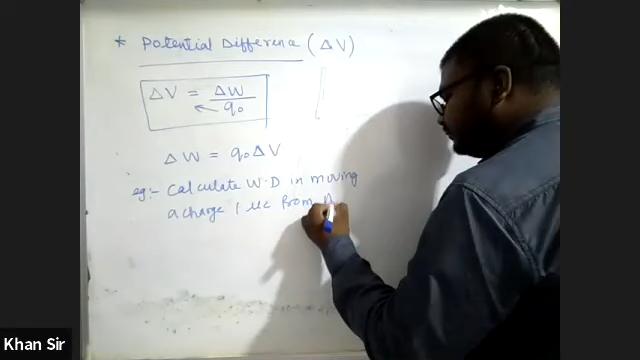 * Potential Difference (ΔV)
ΔV = ΔW / q₀
ΔW = q₀ΔV
eg:- Calculate W.D in moving
a charge 1 μc from
Khan Sir